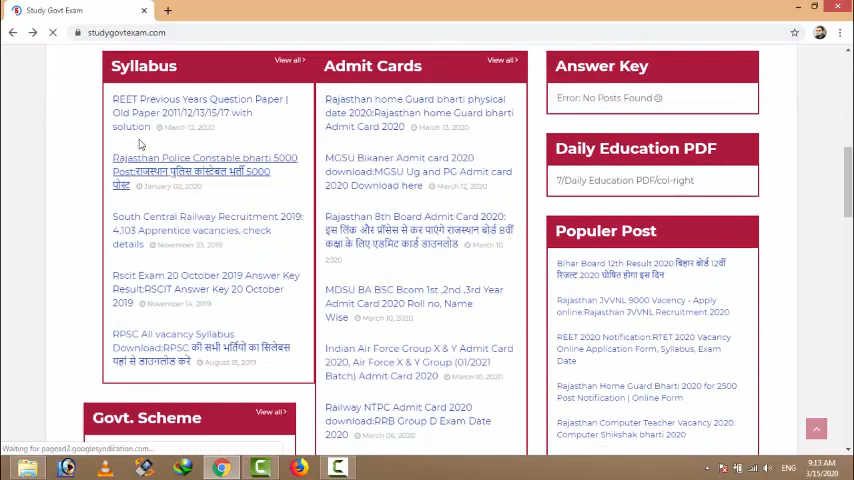 Study Govt Exam
studygovtexam.com
Syllabus
View all
REET Previous Years Question Paper |
Old Paper 2011/12/13/15/17 with
solution March 12, 2020
Rajasthan Police Constable bharti 5000
Post:राजस्थान पुलिस कांस्टेबल भर्ती 5000
पोस्ट January 02, 2020
South Central Railway Recruitment 2019:
4,103 Apprentice vacancies, check
details November 23, 2019
Rscit Exam 20 October 2019 Answer Key
Result:RSCIT Answer Key 20 October
2019 November 14, 2019
RPSC All vacancy Syllabus
Download:RPSC की सभी भर्तियों का सिलेबस
यहां से डाउनलोड करें August 15, 2019
Govt. Scheme
View all
Admit Cards
View all
Rajasthan home Guard bharti physical
date 2020:Rajasthan home Guard bharti
Admit Card 2020 March 13, 2020
MGSU Bikaner Admit card 2020
download:MGSU Ug and PG Admit card
2020 Download here March 12, 2020
Rajasthan 8th Board Admit Card 2020:
इस लिंक और प्रोसेस से कर पाएंगे राजस्थान बोर्ड 8वीं
कक्षा के लिए एडमिट कार्ड डाउनलोड March 10,
2020
MDSU BA BSC Bcom 1st ,2nd ,3rd Year
Admit Card 2020 Roll no, Name
Wise March 10, 2020
Indian Air Force Group X & Y Admit Card
2020, Air Force X & Y Group (01/2021
Batch) Admit Card 2020 March 10, 2020
Railway NTPC Admit Card 2020
download:RRB Group D Exam Date
2020 March 06, 2020
Answer Key
Error: No Posts Found
Daily Education PDF
7/Daily Education PDF/col-right
Populer Post
Bihar Board 12th Result 2020 बिहार बोर्ड 12वीं
रिजल्ट 2020 घोषित होगा इस दिन
Rajasthan JVVNL 9000 Vacency - Apply
online:Rajasthan JVVNL Recruitment 2020
REET 2020 Notification:RTET 2020 Vacancy
Online Application Form, Syllabus, Exam
Date
Rajasthan Home Guard Bharti 2020 for 2500
Post Notification | Online Form
Rajasthan Computer Teacher Vacancy 2020:
Computer Shikshak bharti 2020
Waiting for pagead2.googlesyndication.com...
ENG
9:13 AM
3/15/2020